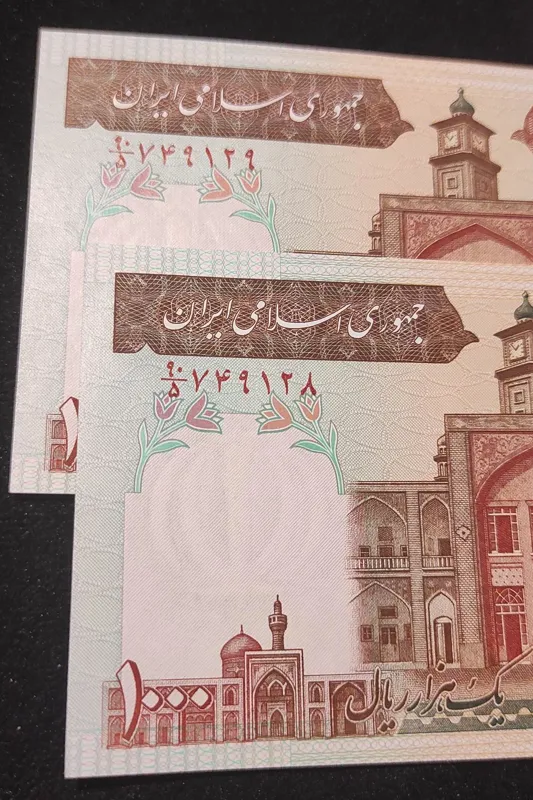 جمهوری اسلامی ایران
۹۰/۵ ۷۴۹۱۲۹
جمهوری اسلامی ایران
۹۰/۵ ۷۴۹۱۲۸
۱۰۰۰
یک هزار ریال